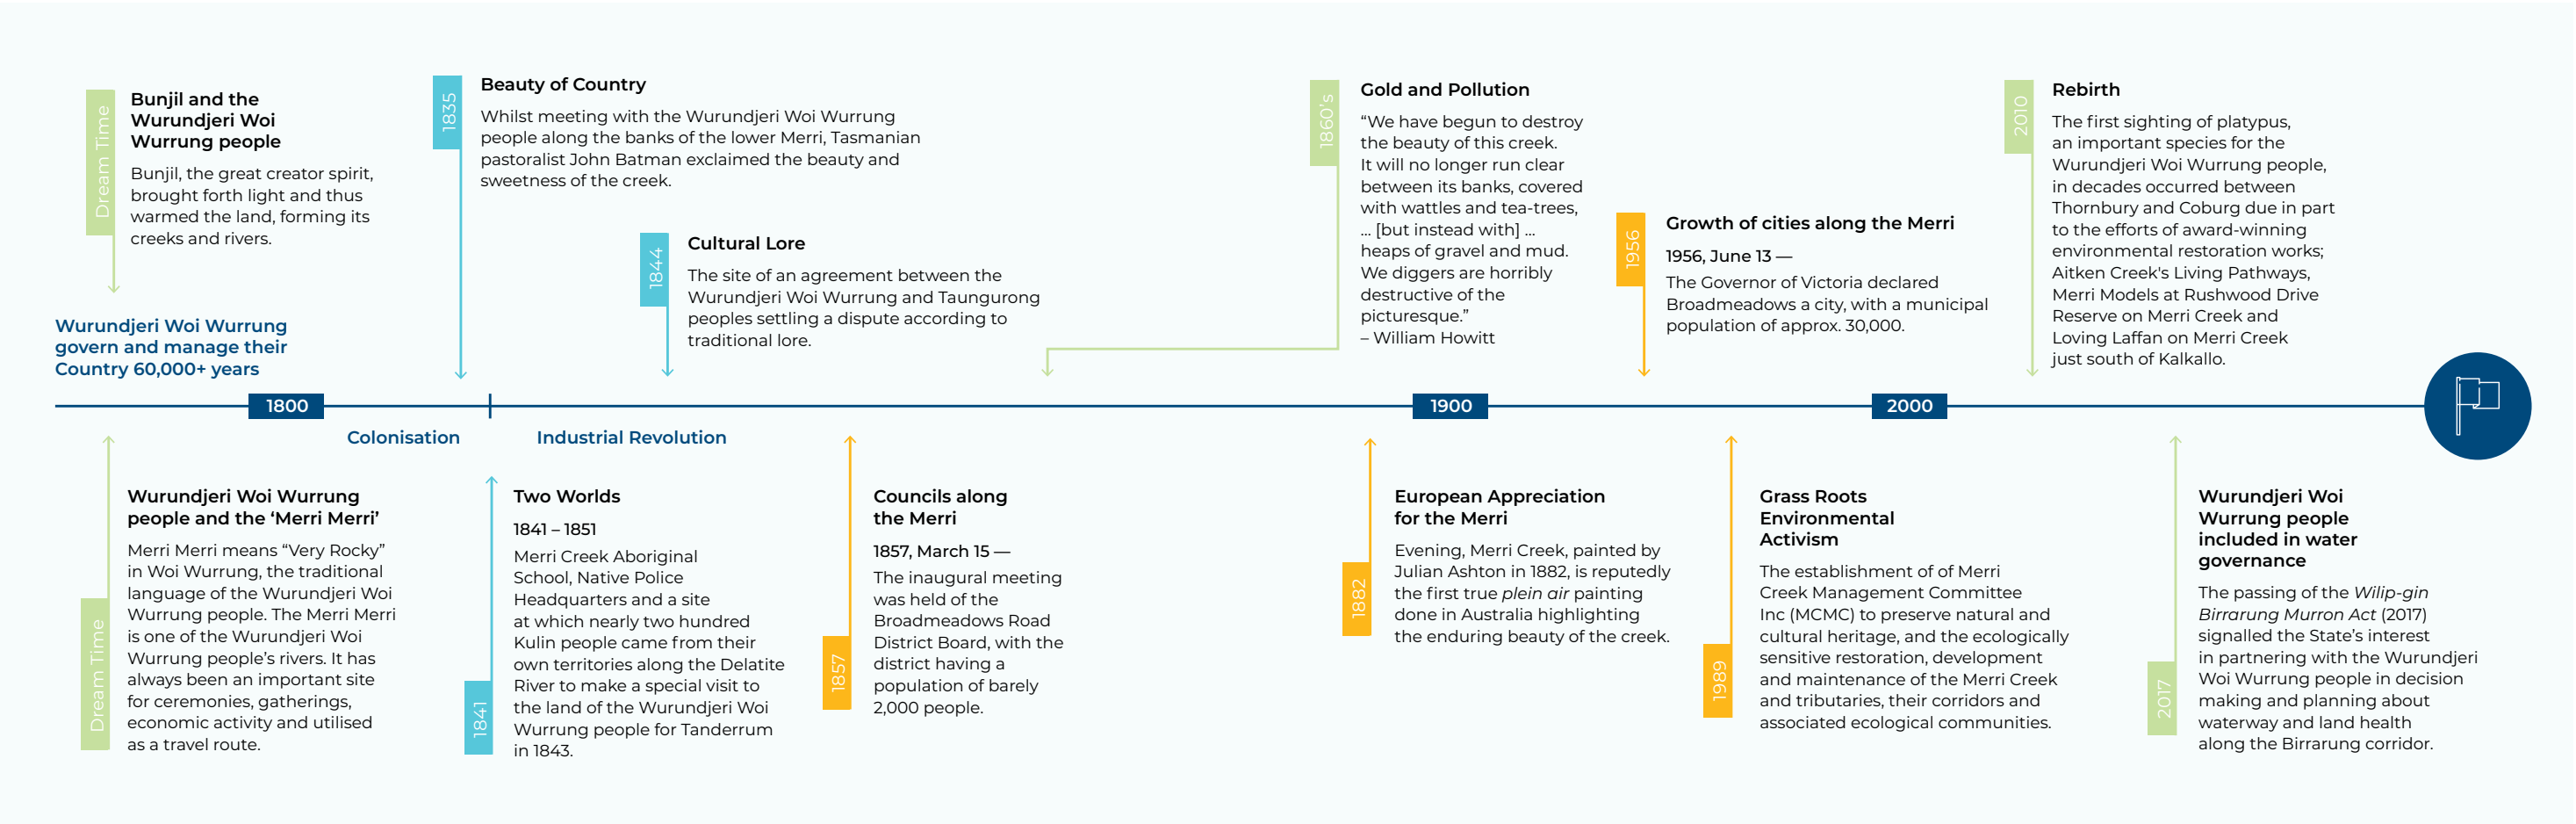 Dream Time
Bunjil and the
Wurundjeri Woi
Wurrung people
Bunjil, the great creator spirit,
brought forth light and thus
warmed the land, forming its
creeks and rivers.
1835
Beauty of Country
Whilst meeting with the Wurundjeri Woi Wurrung
people along the banks of the lower Merri, Tasmanian
pastoralist John Batman exclaimed the beauty and
sweetness of the creek.
1844
Cultural Lore
The site of an agreement between the
Wurundjeri Woi Wurrung and Taungurong
peoples settling a dispute according to
traditional lore.
1860's
Gold and Pollution
“We have begun to destroy
the beauty of this creek.
It will no longer run clear
between its banks, covered
with wattles and tea-trees,
... [but instead with] ...
heaps of gravel and mud.
We diggers are horribly
destructive of the
picturesque.”
– William Howitt
1956
Growth of cities along the Merri
1956, June 13 —
The Governor of Victoria declared
Broadmeadows a city, with a municipal
population of approx. 30,000.
2010
Rebirth
The first sighting of platypus,
an important species for the
Wurundjeri Woi Wurrung people,
in decades occurred between
Thornbury and Coburg due in part
to the efforts of award-winning
environmental restoration works;
Aitken Creek's Living Pathways,
Merri Models at Rushwood Drive
Reserve on Merri Creek and
Loving Laffan on Merri Creek
just south of Kalkallo.
Wurundjeri Woi Wurrung
govern and manage their
Country 60,000+ years
1800
1900
2000
Colonisation
Industrial Revolution
Dream Time
Wurundjeri Woi Wurrung
people and the ‘Merri Merri’
Merri Merri means “Very Rocky”
in Woi Wurrung, the traditional
language of the Wurundjeri Woi
Wurrung people. The Merri Merri
is one of the Wurundjeri Woi
Wurrung people’s rivers. It has
always been an important site
for ceremonies, gatherings,
economic activity and utilised
as a travel route.
1841
Two Worlds
1841 – 1851
Merri Creek Aboriginal
School, Native Police
Headquarters and a site
at which nearly two hundred
Kulin people came from their
own territories along the Delatite
River to make a special visit to
the land of the Wurundjeri Woi
Wurrung people for Tanderrum
in 1843.
1857
Councils along
the Merri
1857, March 15 —
The inaugural meeting
was held of the
Broadmeadows Road
District Board, with the
district having a
population of barely
2,000 people.
1882
European Appreciation
for the Merri
Evening, Merri Creek, painted by
Julian Ashton in 1882, is reputedly
the first true plein air painting
done in Australia highlighting
the enduring beauty of the creek.
1989
Grass Roots
Environmental
Activism
The establishment of of Merri
Creek Management Committee
Inc (MCMC) to preserve natural and
cultural heritage, and the ecologically
sensitive restoration, development
and maintenance of the Merri Creek
and tributaries, their corridors and
associated ecological communities.
2017
Wurundjeri Woi
Wurrung people
included in water
governance
The passing of the Wilip-gin
Birrarung Murron Act (2017)
signalled the State’s interest
in partnering with the Wurundjeri
Woi Wurrung people in decision
making and planning about
waterway and land health
along the Birrarung corridor.